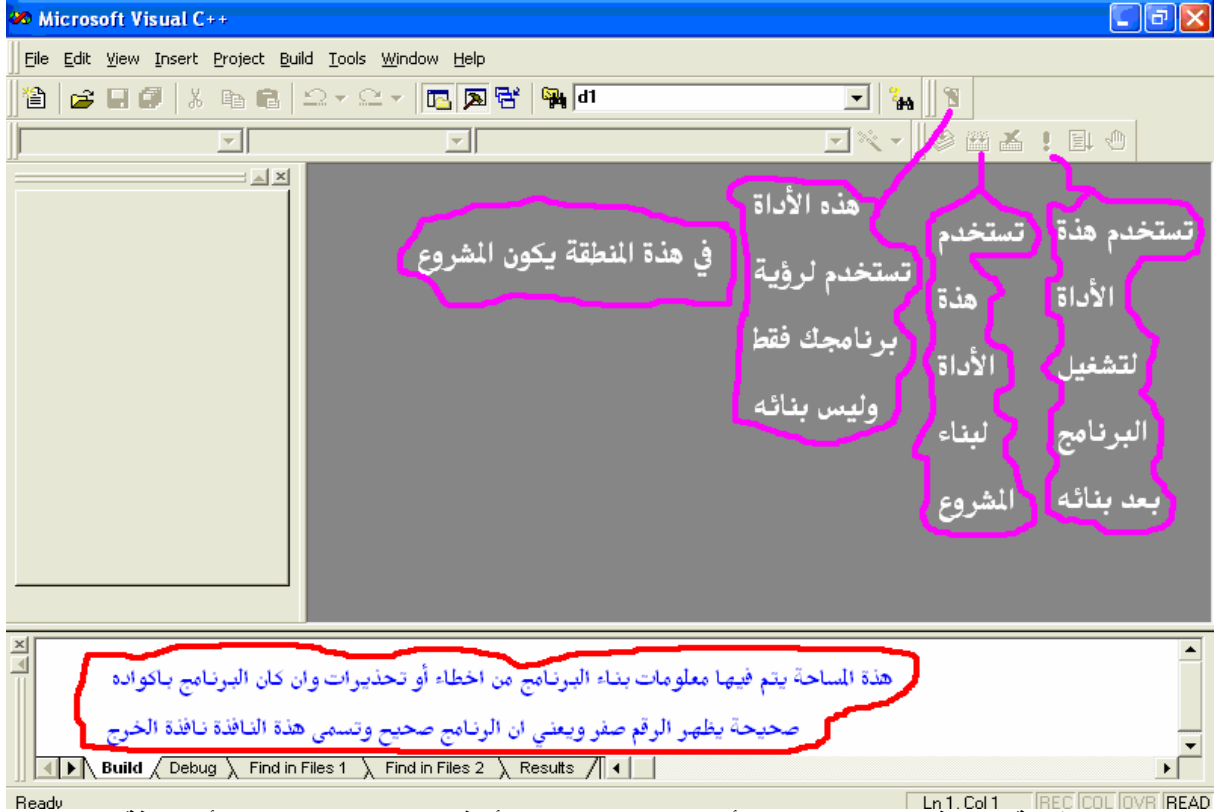 Microsoft Visual C++
File Edit View Insert Project Build Tools Window Help
d1
هذه الأداة
تستخدم لرؤية
برنامجك فقط
وليس بنائه
في هذة المنطقة يكون المشروع
تستخدم
هذة
الأداة
لبناء
المشروع
تستخدم هذة
الأداة
لتشغيل
البرنامج
بعد بنائه
هذة المساحة يتم فيها معلومات بناء البرنامج من اخطاء أو تحذيرات وان كان البرنامج باكواده
صحيحة يظهر الرقم صفر ويعني ان الرنامج صحيح وتسمى هذة النافذة نافذة الخرج
Build Debug Find in Files 1 Find in Files 2 Results
Ready Ln 1, Col 1 REC COL OVR READ